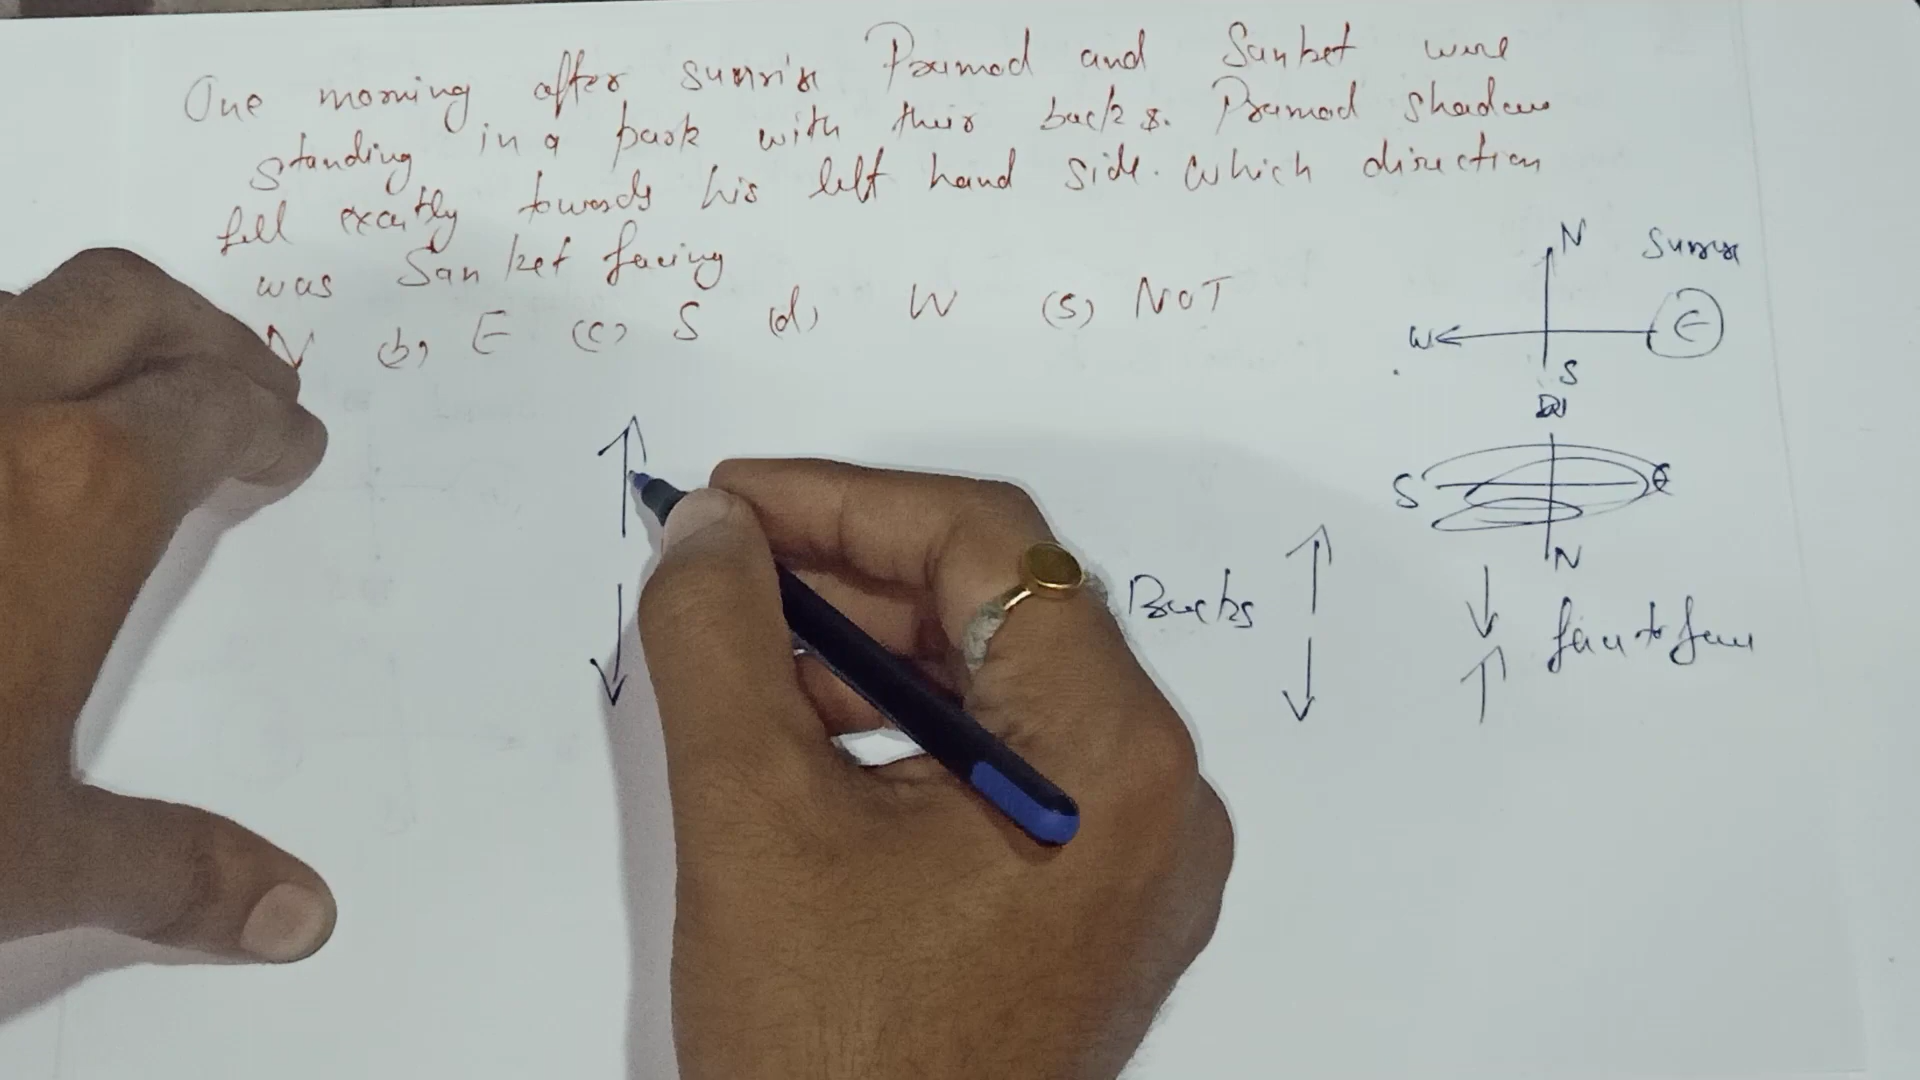 One morning after sunrise Pramod and Sanket were
standing in a park with their backs. Pramod shadow
fell exactly towards his left hand side. Which direction
was Sanket facing
N (b) E (c) S (d) W (5) NOT
N Sunrise
W E
S
S E
N
Backs
face to face